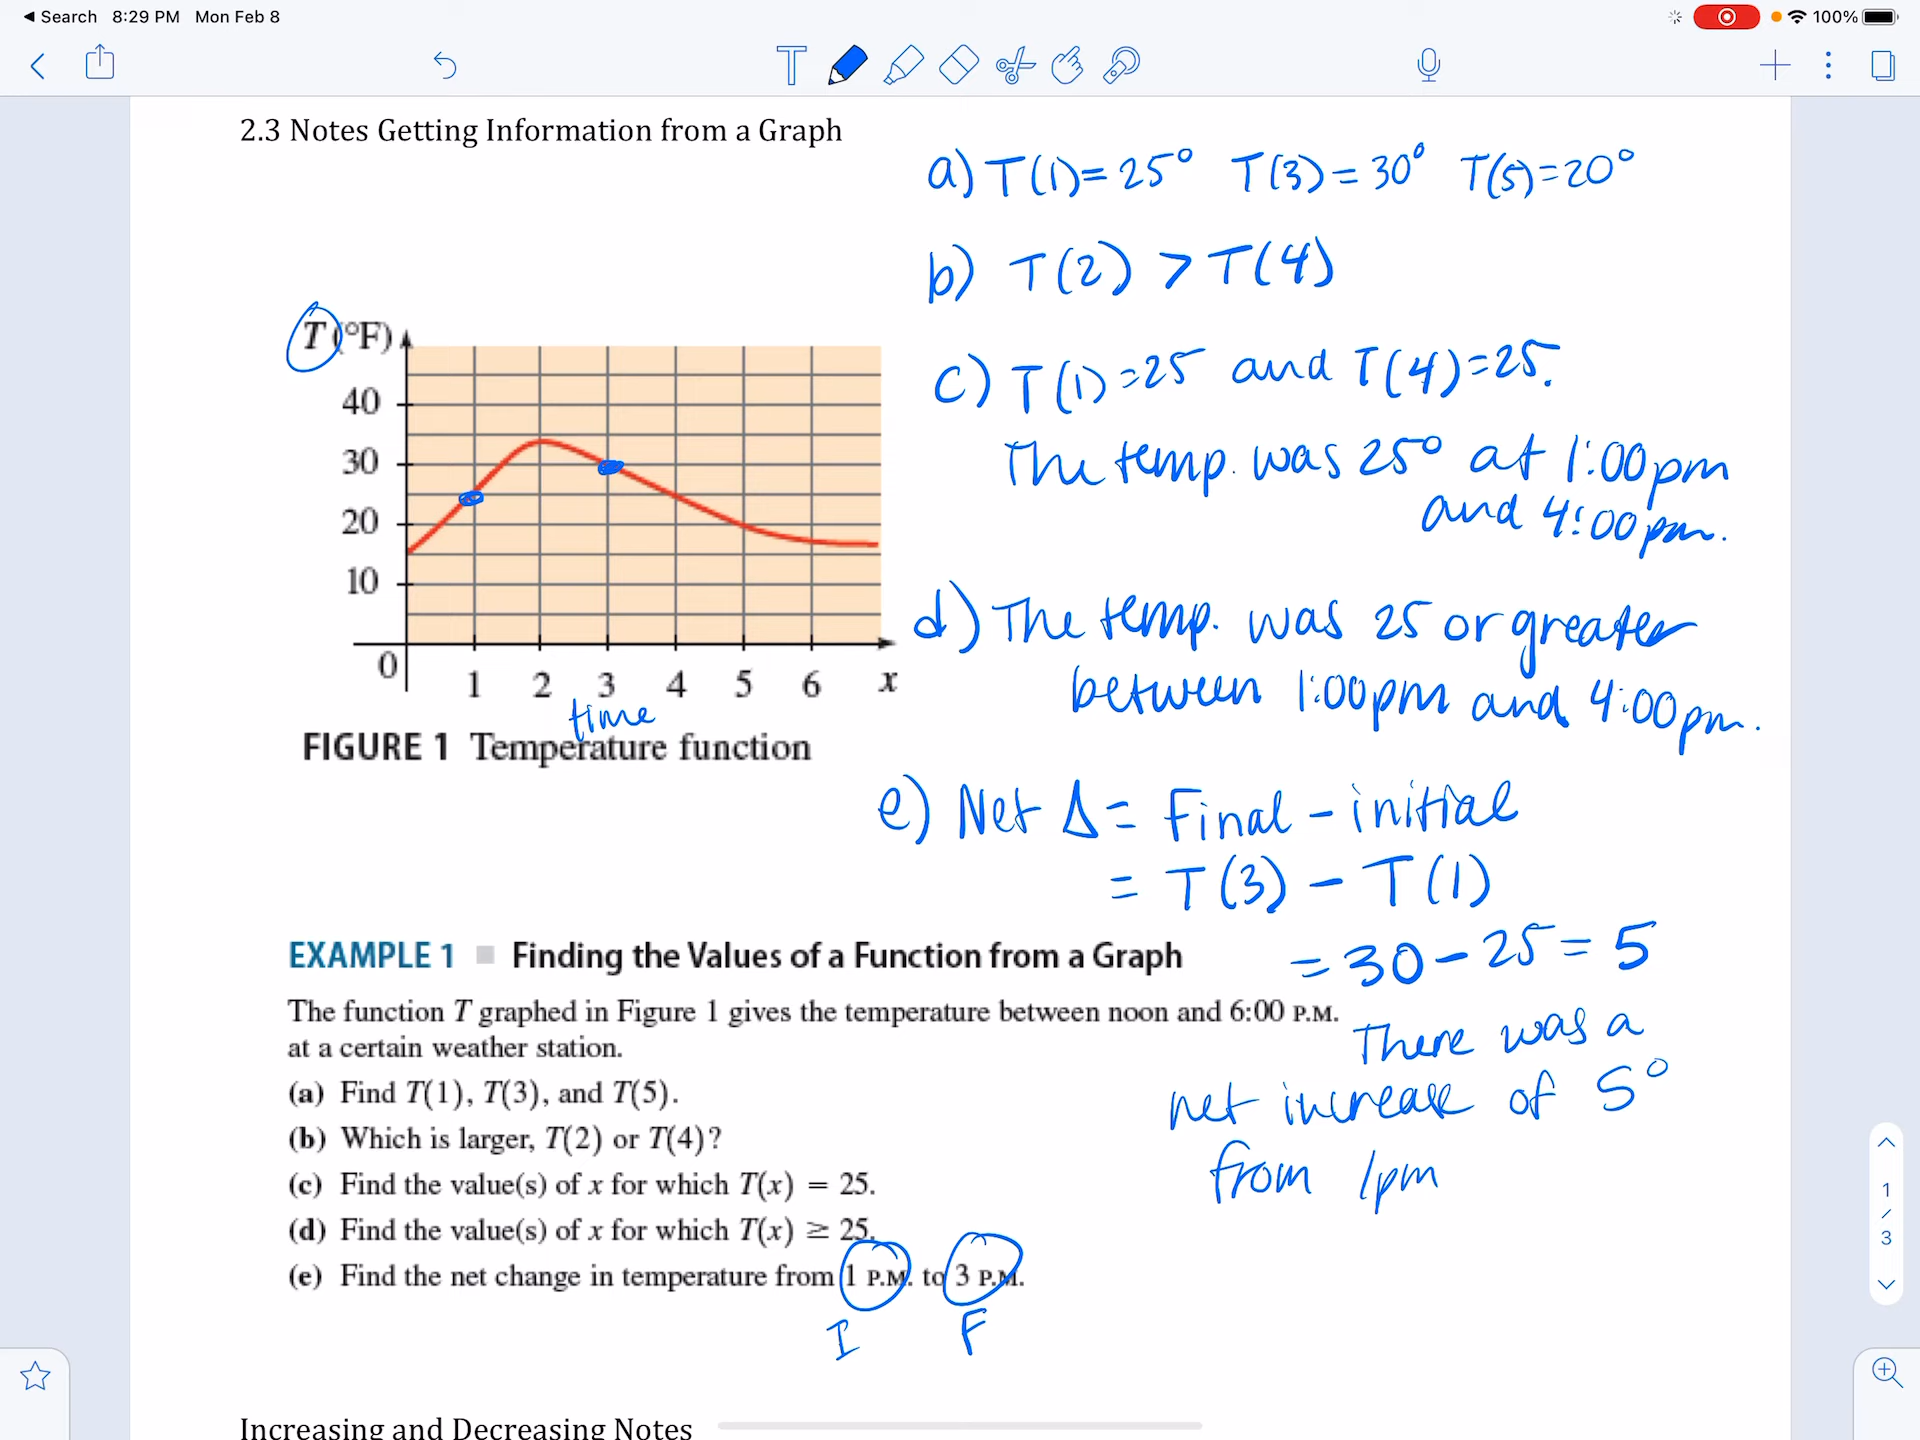 Search 8:29 PM Mon Feb 8
100%
2.3 Notes Getting Information from a Graph
a) T(1)= 25° T(3)= 30° T(5)=20°
b) T(2) > T(4)
T(°F)
c) T(1)=25 and T(4)=25.
40
The temp. was 25° at 1:00pm
30
and 4:00pm.
20
10
d) The temp. was 25 or greater
between 1:00pm and 4:00pm.
0 1 2 3 4 5 6 x
time
FIGURE 1 Temperature function
e) Net Δ = Final - initial
= T(3) - T(1)
= 30 - 25 = 5
There was a
net increase of 5°
from 1pm
EXAMPLE 1 Finding the Values of a Function from a Graph
The function T graphed in Figure 1 gives the temperature between noon and 6:00 P.M.
at a certain weather station.
(a) Find T(1), T(3), and T(5).
(b) Which is larger, T(2) or T(4)?
(c) Find the value(s) of x for which T(x) = 25.
(d) Find the value(s) of x for which T(x) ≥ 25.
(e) Find the net change in temperature from 1 P.M. to 3 P.M.
I F
1
/
3
Increasing and Decreasing Notes